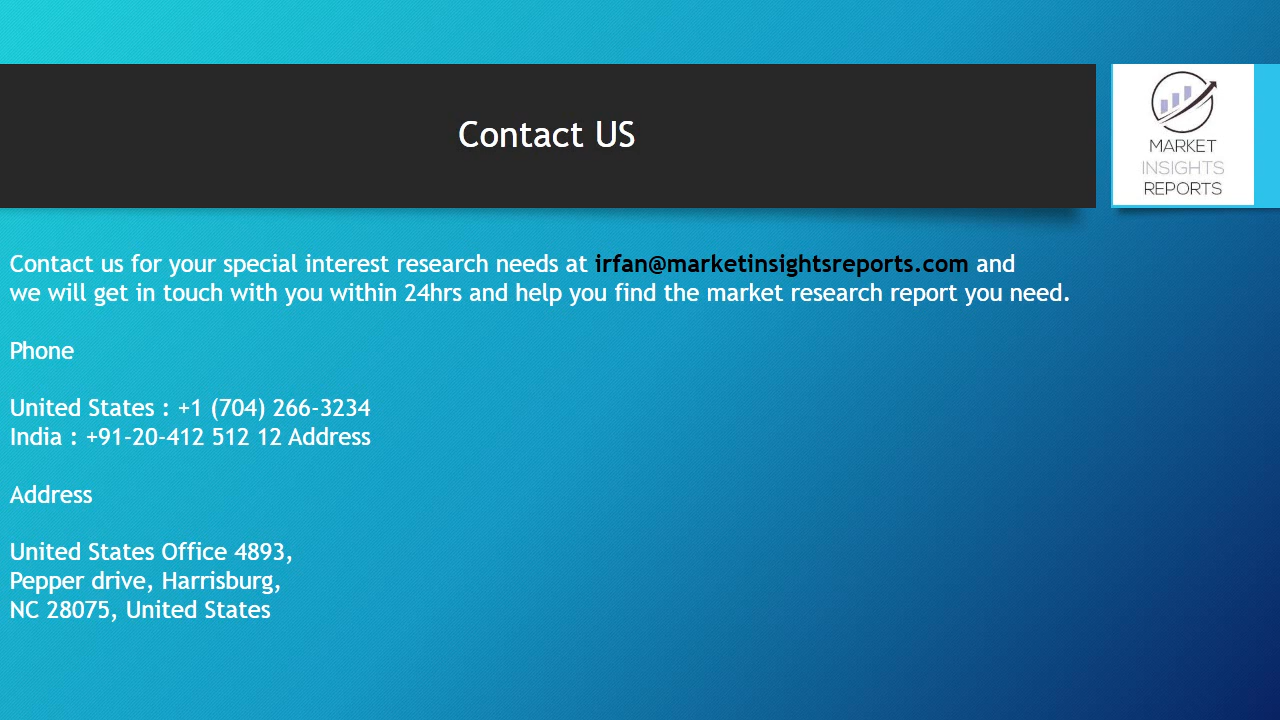 Contact US
MARKET
INSIGHTS
REPORTS
Contact us for your special interest research needs at irfan@marketinsightsreports.com and
we will get in touch with you within 24hrs and help you find the market research report you need.
Phone
United States : +1 (704) 266-3234
India : +91-20-412 512 12 Address
Address
United States Office 4893,
Pepper drive, Harrisburg,
NC 28075, United States